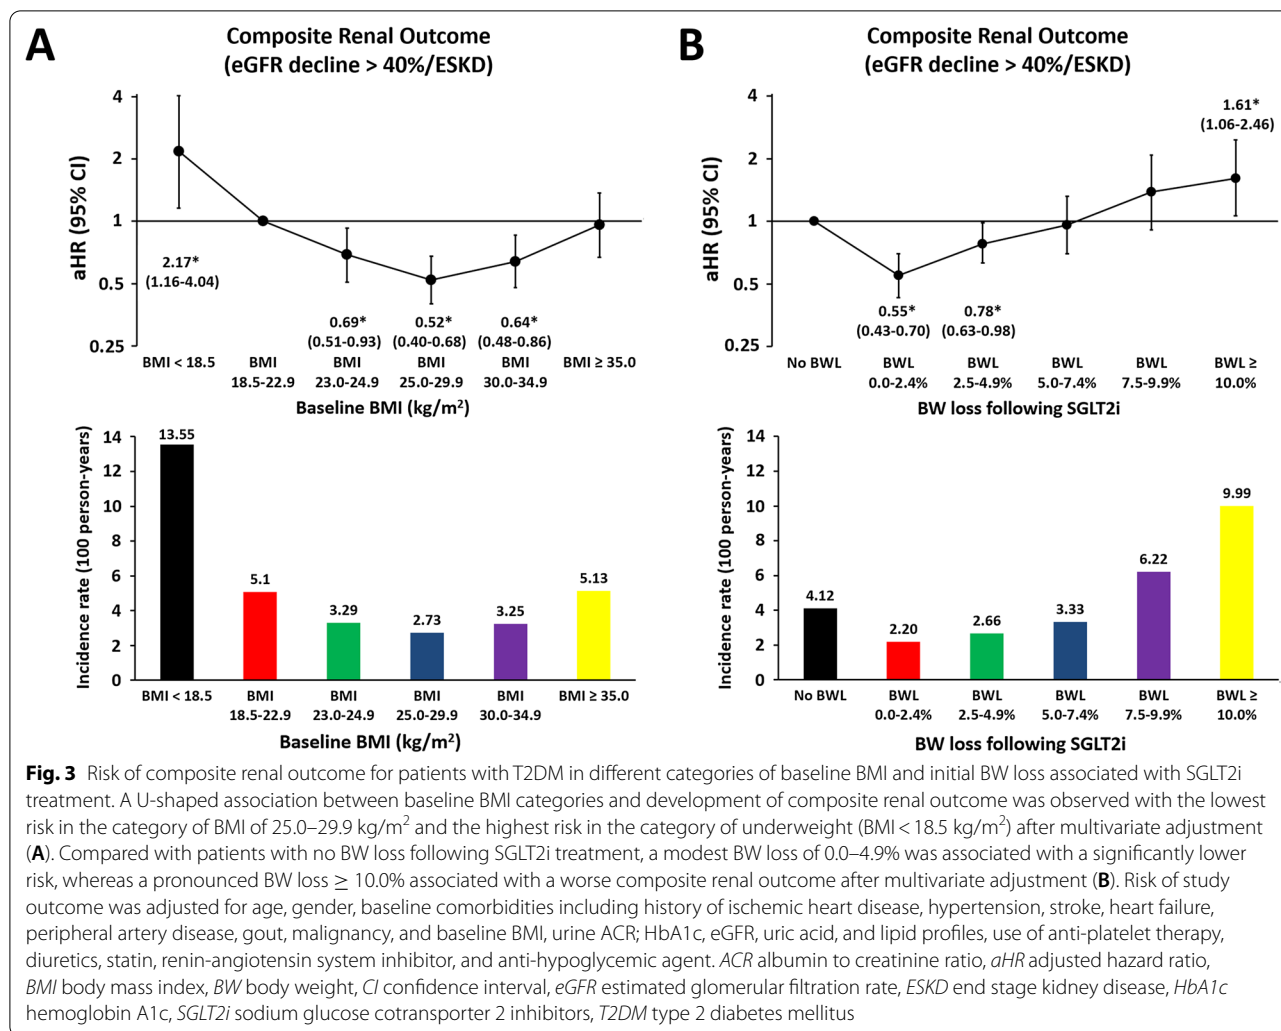 A
Composite Renal Outcome
(eGFR decline > 40%/ESKD)
aHR (95% CI)
4
2
1
0.5
0.25
2.17*
(1.16-4.04)
0.69*
(0.51-0.93)
0.52*
(0.40-0.68)
0.64*
(0.48-0.86)
BMI < 18.5
BMI
18.5-22.9
BMI
23.0-24.9
BMI
25.0-29.9
BMI
30.0-34.9
BMI ≥ 35.0
Baseline BMI (kg/m²)
Incidence rate (100 person-years)
14
12
10
8
6
4
2
0
13.55
5.1
3.29
2.73
3.25
5.13
BMI < 18.5
BMI
18.5-22.9
BMI
23.0-24.9
BMI
25.0-29.9
BMI
30.0-34.9
BMI ≥ 35.0
Baseline BMI (kg/m²)
B
Composite Renal Outcome
(eGFR decline > 40%/ESKD)
aHR (95% CI)
4
2
1
0.5
0.25
0.55*
(0.43-0.70)
0.78*
(0.63-0.98)
1.61*
(1.06-2.46)
No BWL
BWL
0.0-2.4%
BWL
2.5-4.9%
BWL
5.0-7.4%
BWL
7.5-9.9%
BWL ≥
10.0%
BW loss following SGLT2i
Incidence rate (100 person-years)
14
12
10
8
6
4
2
0
4.12
2.20
2.66
3.33
6.22
9.99
No BWL
BWL
0.0-2.4%
BWL
2.5-4.9%
BWL
5.0-7.4%
BWL
7.5-9.9%
BWL ≥
10.0%
BW loss following SGLT2i
Fig. 3 Risk of composite renal outcome for patients with T2DM in different categories of baseline BMI and initial BW loss associated with SGLT2i
treatment. A U-shaped association between baseline BMI categories and development of composite renal outcome was observed with the lowest
risk in the category of BMI of 25.0–29.9 kg/m² and the highest risk in the category of underweight (BMI < 18.5 kg/m²) after multivariate adjustment
(A). Compared with patients with no BW loss following SGLT2i treatment, a modest BW loss of 0.0–4.9% was associated with a significantly lower
risk, whereas a pronounced BW loss ≥ 10.0% associated with a worse composite renal outcome after multivariate adjustment (B). Risk of study
outcome was adjusted for age, gender, baseline comorbidities including history of ischemic heart disease, hypertension, stroke, heart failure,
peripheral artery disease, gout, malignancy, and baseline BMI, urine ACR; HbA1c, eGFR, uric acid, and lipid profiles, use of anti-platelet therapy,
diuretics, statin, renin-angiotensin system inhibitor, and anti-hypoglycemic agent. ACR albumin to creatinine ratio, aHR adjusted hazard ratio,
BMI body mass index, BW body weight, CI confidence interval, eGFR estimated glomerular filtration rate, ESKD end stage kidney disease, HbA1c
hemoglobin A1c, SGLT2i sodium glucose cotransporter 2 inhibitors, T2DM type 2 diabetes mellitus